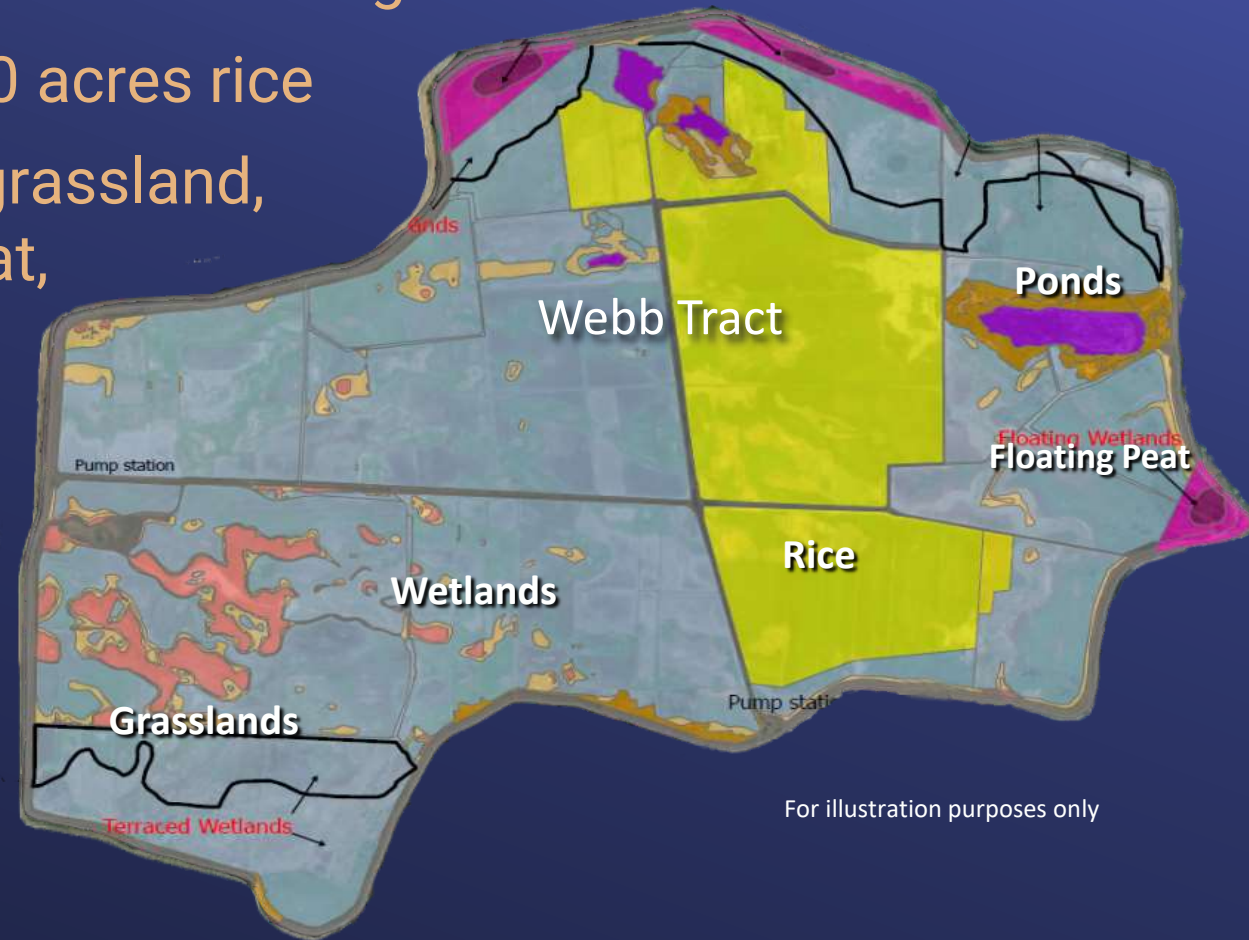 g
0 acres rice
grassland,
at,
ands
Webb Tract
Ponds
Floating Wetlands
Floating Peat
Pump station
Rice
Wetlands
Pump stati
Grasslands
Terraced Wetlands
For illustration purposes only